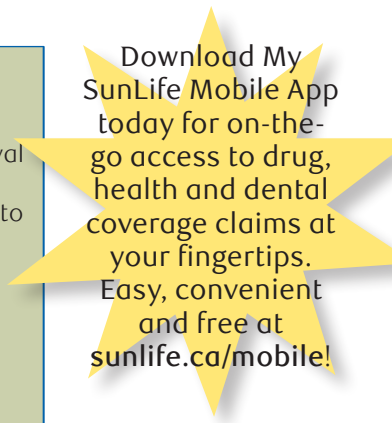 Download My
SunLife Mobile App
today for on-the-
go access to drug,
health and dental
coverage claims at
your fingertips.
Easy, convenient
and free at
sunlife.ca/mobile!
to